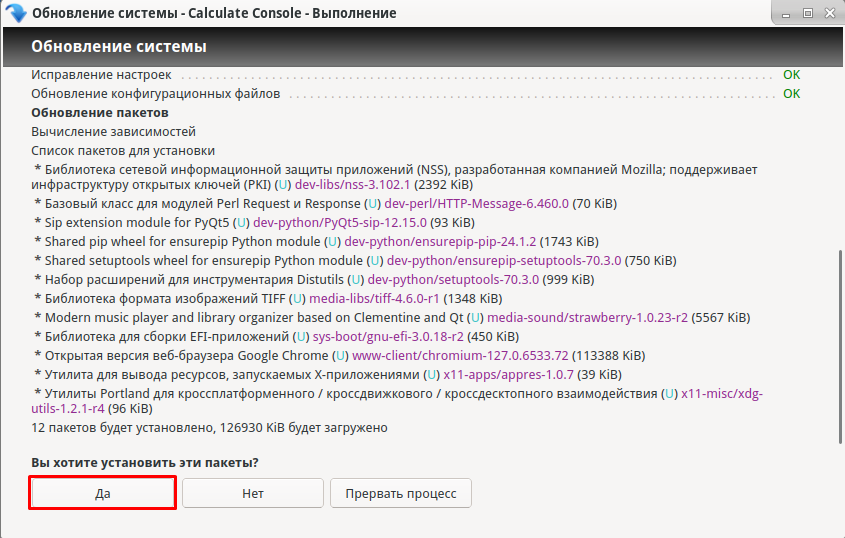 Обновление системы - Calculate Console - Выполнение
Обновление системы
Исправление настроек OK
Обновление конфигурационных файлов OK
Обновление пакетов
Вычисление зависимостей
Список пакетов для установки
* Библиотека сетевой информационной защиты приложений (NSS), разработанная компанией Mozilla; поддерживает
инфраструктуру открытых ключей (PKI) (U) dev-libs/nss-3.102.1 (2392 KiB)
* Базовый класс для модулей Perl Request и Response (U) dev-perl/HTTP-Message-6.460.0 (70 KiB)
* Sip extension module for PyQt5 (U) dev-python/PyQt5-sip-12.15.0 (93 KiB)
* Shared pip wheel for ensurepip Python module (U) dev-python/ensurepip-pip-24.1.2 (1743 KiB)
* Shared setuptools wheel for ensurepip Python module (U) dev-python/ensurepip-setuptools-70.3.0 (750 KiB)
* Набор расширений для инструментария Distutils (U) dev-python/setuptools-70.3.0 (999 KiB)
* Библиотека формата изображений TIFF (U) media-libs/tiff-4.6.0-r1 (1348 KiB)
* Modern music player and library organizer based on Clementine and Qt (U) media-sound/strawberry-1.0.23-r2 (5567 KiB)
* Библиотека для сборки EFI-приложений (U) sys-boot/gnu-efi-3.0.18-r2 (450 KiB)
* Открытая версия веб-браузера Google Chrome (U) www-client/chromium-127.0.6533.72 (113388 KiB)
* Утилита для вывода ресурсов, запускаемых X-приложениями (U) x11-apps/appres-1.0.7 (39 KiB)
* Утилиты Portland для кроссплатформенного / кроссдвижкового / кроссдесктопного взаимодействия (U) x11-misc/xdg-
utils-1.2.1-r4 (96 KiB)
12 пакетов будет установлено, 126930 KiB будет загружено
Вы хотите установить эти пакеты?
Да Нет Прервать процесс